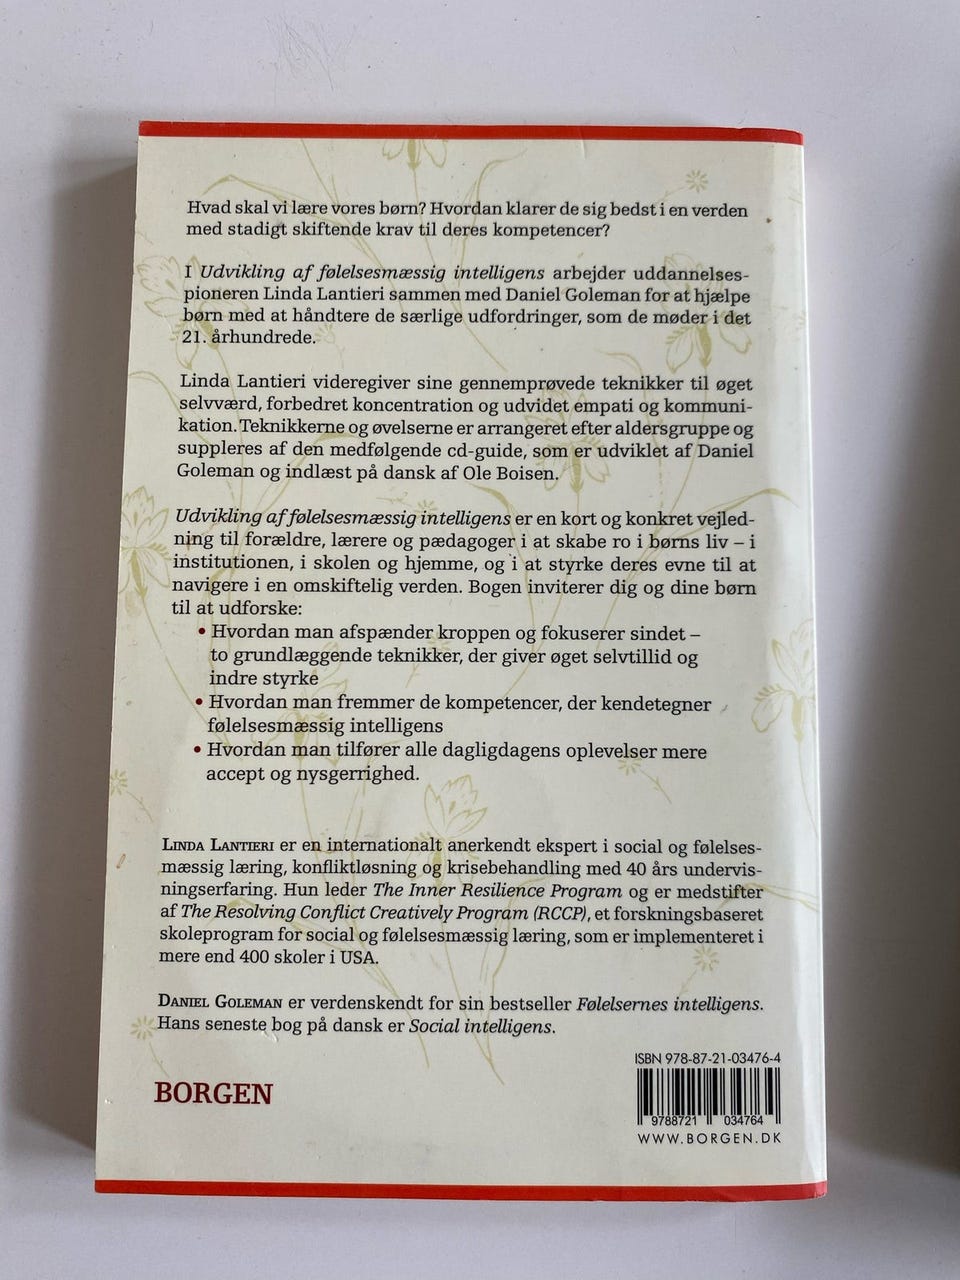 Hvad skal vi lære vores børn? Hvordan klarer de sig bedst i en verden
med stadigt skiftende krav til deres kompetencer?
I Udvikling af følelsesmæssig intelligens arbejder uddannelses-
pioneren Linda Lantieri sammen med Daniel Goleman for at hjælpe
børn med at håndtere de særlige udfordringer, som de møder i det
21. århundrede.
Linda Lantieri videregiver sine gennemprøvede teknikker til øget
selvværd, forbedret koncentration og udvidet empati og kommuni-
kation. Teknikkerne og øvelserne er arrangeret efter aldersgruppe og
suppleres af den medfølgende cd-guide, som er udviklet af Daniel
Goleman og indlæst på dansk af Ole Boisen.
Udvikling af følelsesmæssig intelligens er en kort og konkret vejled-
ning til forældre, lærere og pædagoger i at skabe ro i børns liv – i
institutionen, i skolen og hjemme, og i at styrke deres evne til at
navigere i en omskiftelig verden. Bogen inviterer dig og dine børn
til at udforske:
• Hvordan man afspænder kroppen og fokuserer sindet –
to grundlæggende teknikker, der giver øget selvtillid og
indre styrke
• Hvordan man fremmer de kompetencer, der kendetegner
følelsesmæssig intelligens
• Hvordan man tilfører alle dagligdagens oplevelser mere
accept og nysgerrighed.
LINDA LANTIERI er en internationalt anerkendt ekspert i social og følelses-
mæssig læring, konfliktløsning og krisebehandling med 40 års undervis-
ningserfaring. Hun leder The Inner Resilience Program og er medstifter
af The Resolving Conflict Creatively Program (RCCP), et forskningsbaseret
skoleprogram for social og følelsesmæssig læring, som er implementeret i
mere end 400 skoler i USA.
DANIEL GOLEMAN er verdenskendt for sin bestseller Følelsernes intelligens.
Hans seneste bog på dansk er Social intelligens.
ISBN 978-87-21-03476-4
BORGEN
9788721 034764
WWW.BORGEN.DK